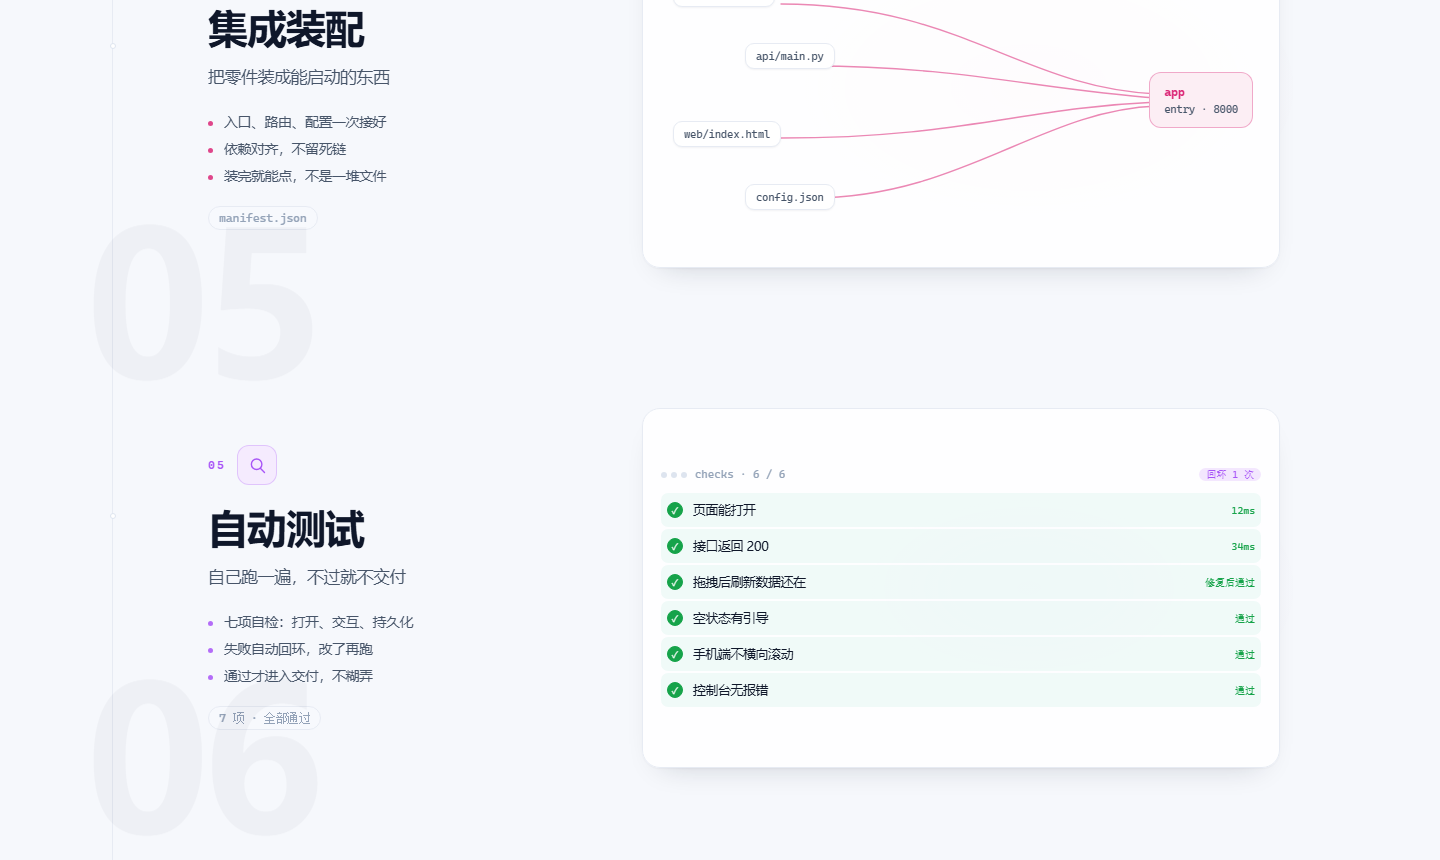 集成装配
把零件装成能启动的东西
入口、路由、配置一次接好
依赖对齐，不留死链
装完就能点，不是一堆文件
manifest.json
api/main.py
web/index.html
config.json
app
entry · 8000
05
05
自动测试
自己跑一遍，不过就不交付
七项自检：打开、交互、持久化
失败自动回环，改了再跑
通过才进入交付，不糊弄
7 项 · 全部通过
checks · 6 / 6
回环 1 次
页面能打开 12ms
接口返回 200 34ms
拖拽后刷新数据还在 修复后通过
空状态有引导 通过
手机端不横向滚动 通过
控制台无报错 通过
06